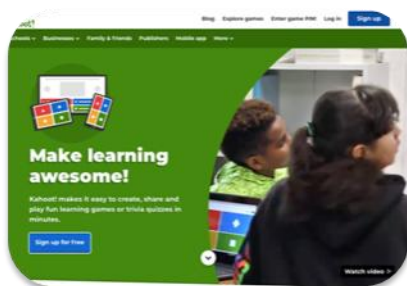 Blog Explore games Enter game PIN Log in Sign up
Businesses Family & Friends Publishers Mobile app More
Make learning
awesome!
Kahoot! makes it easy to create, share and
play fun learning games or trivia quizzes in
minutes.
Sign up for free
Watch video